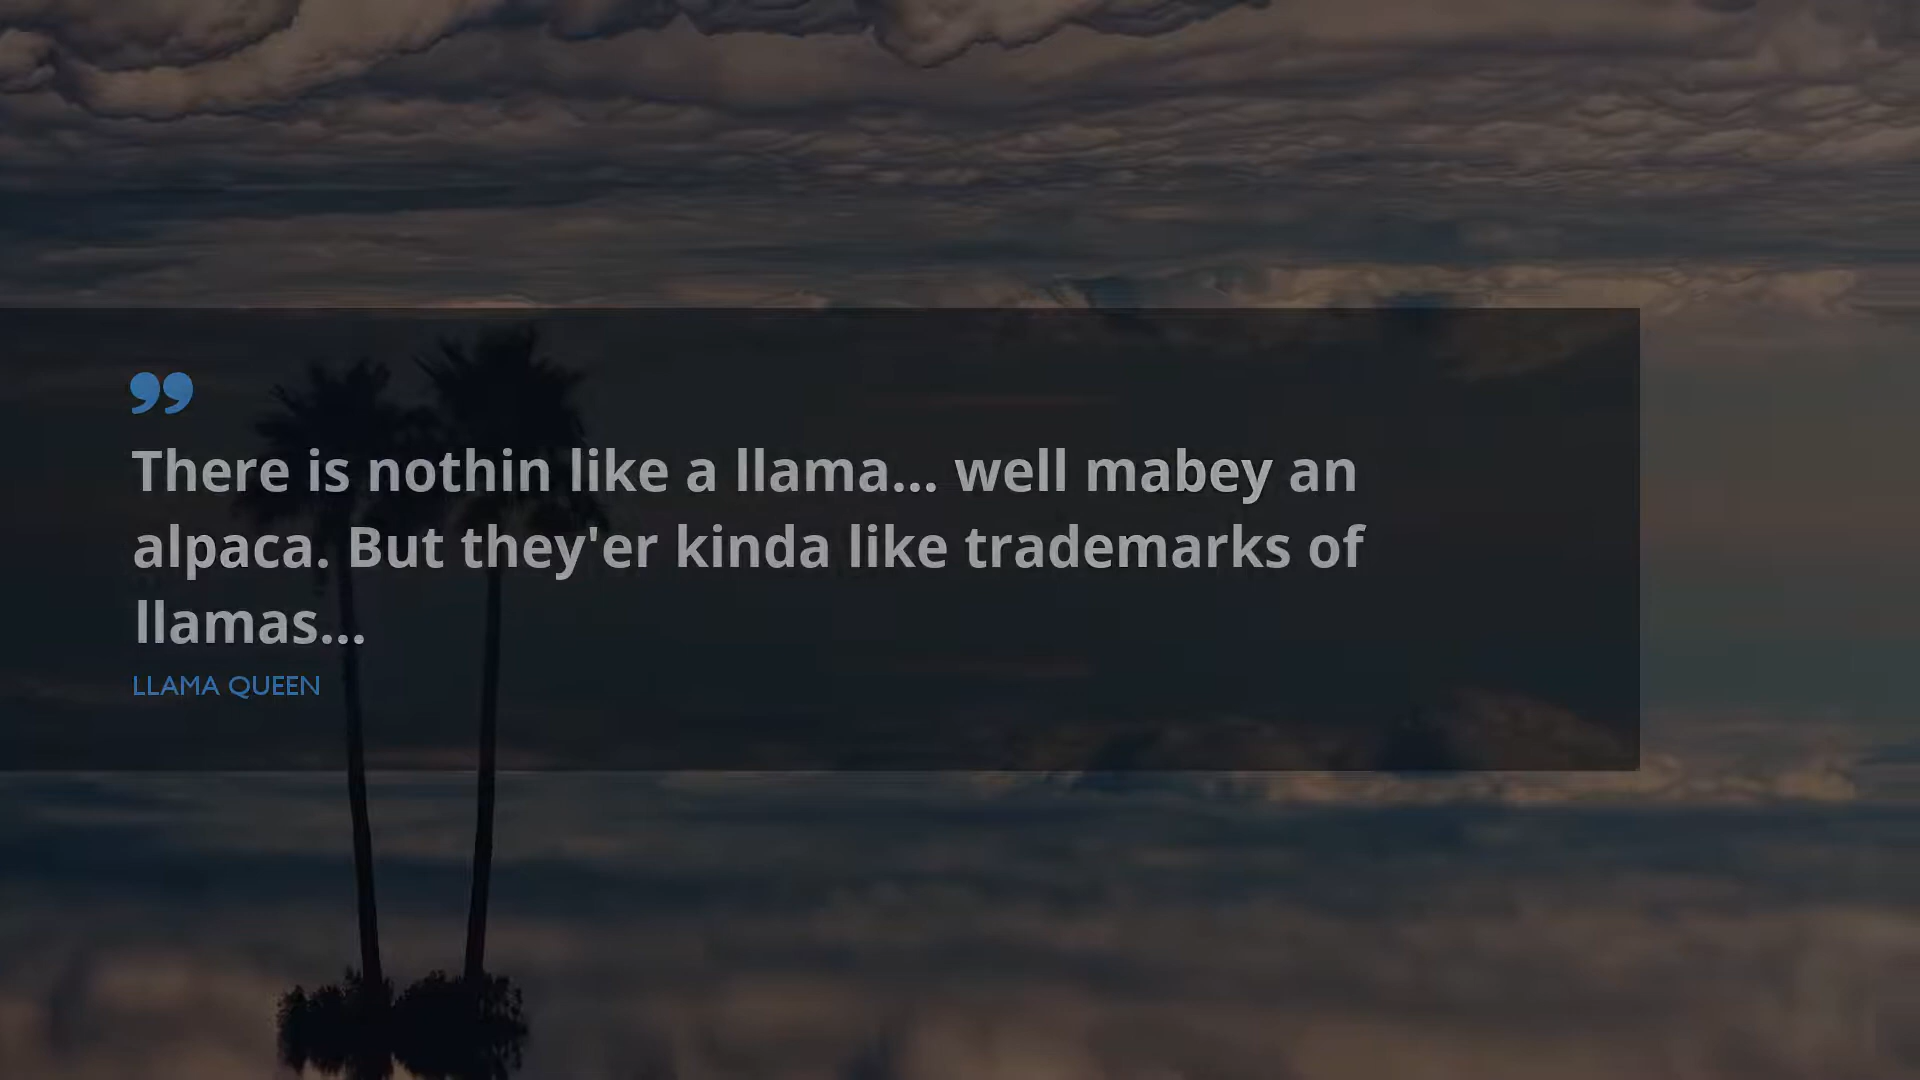 There is nothin like a llama... well mabey an
alpaca. But they'er kinda like trademarks of
llamas...
LLAMA QUEEN